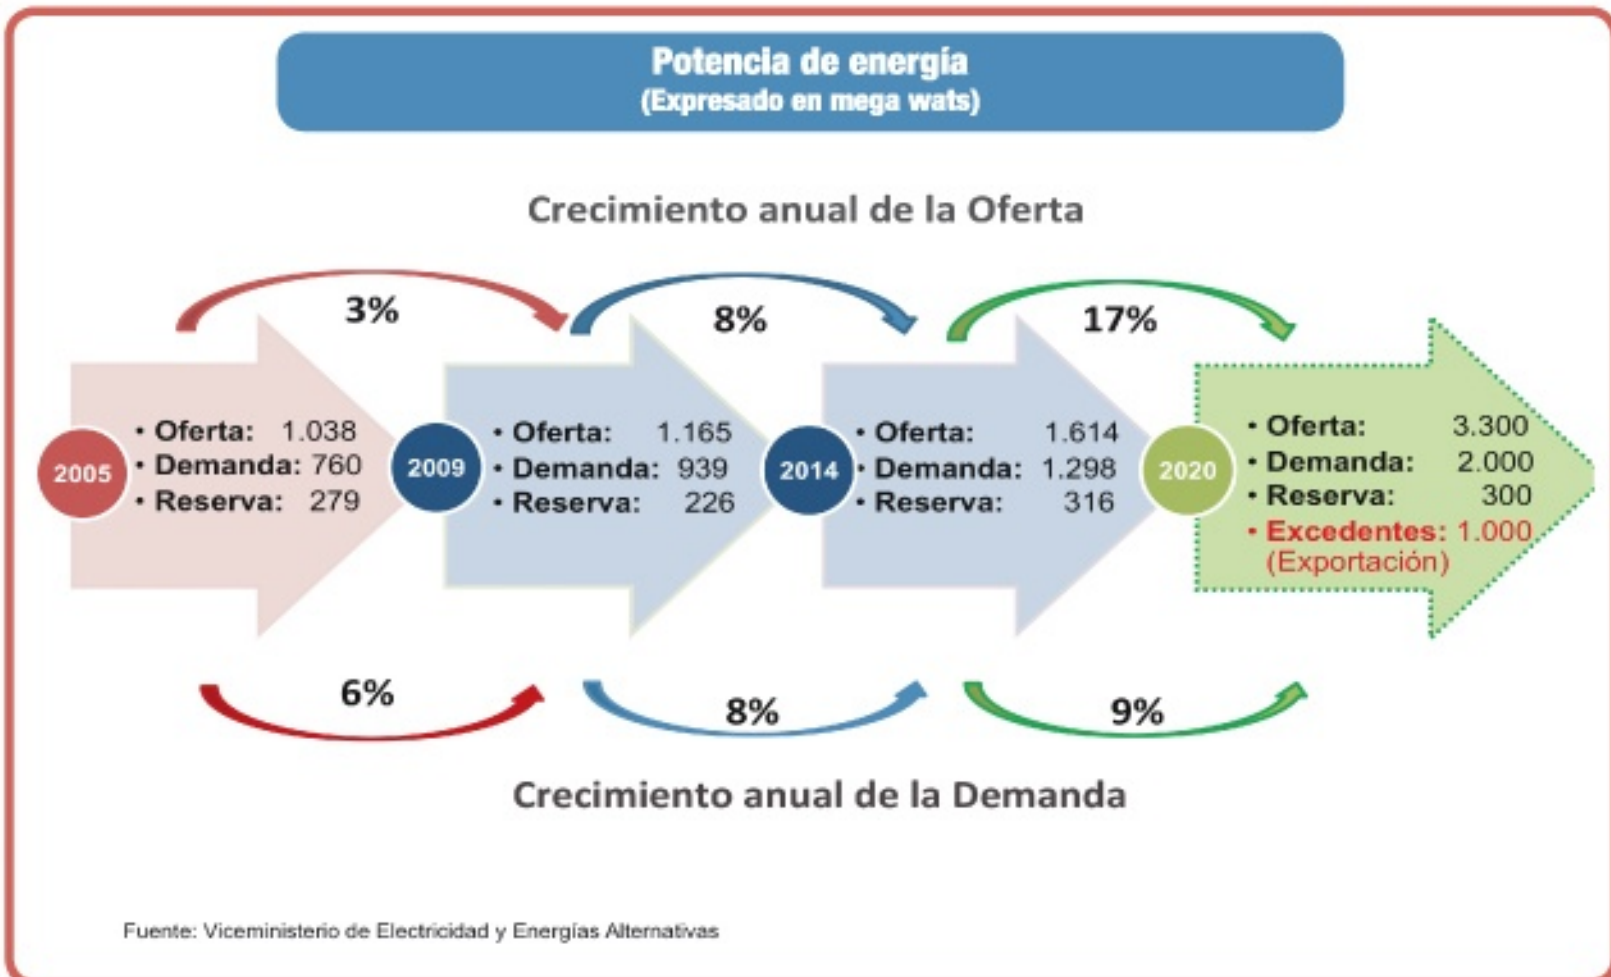 Potencia de energía
(Expresado en mega wats)
Crecimiento anual de la Oferta
3%
8%
17%
2005
• Oferta: 1.038
• Demanda: 760
• Reserva: 279
2009
• Oferta: 1.165
• Demanda: 939
• Reserva: 226
2014
• Oferta: 1.614
• Demanda: 1.298
• Reserva: 316
2020
• Oferta: 3.300
• Demanda: 2.000
• Reserva: 300
• Excedentes: 1.000
(Exportación)
6%
8%
9%
Crecimiento anual de la Demanda
Fuente: Viceministerio de Electricidad y Energías Alternativas